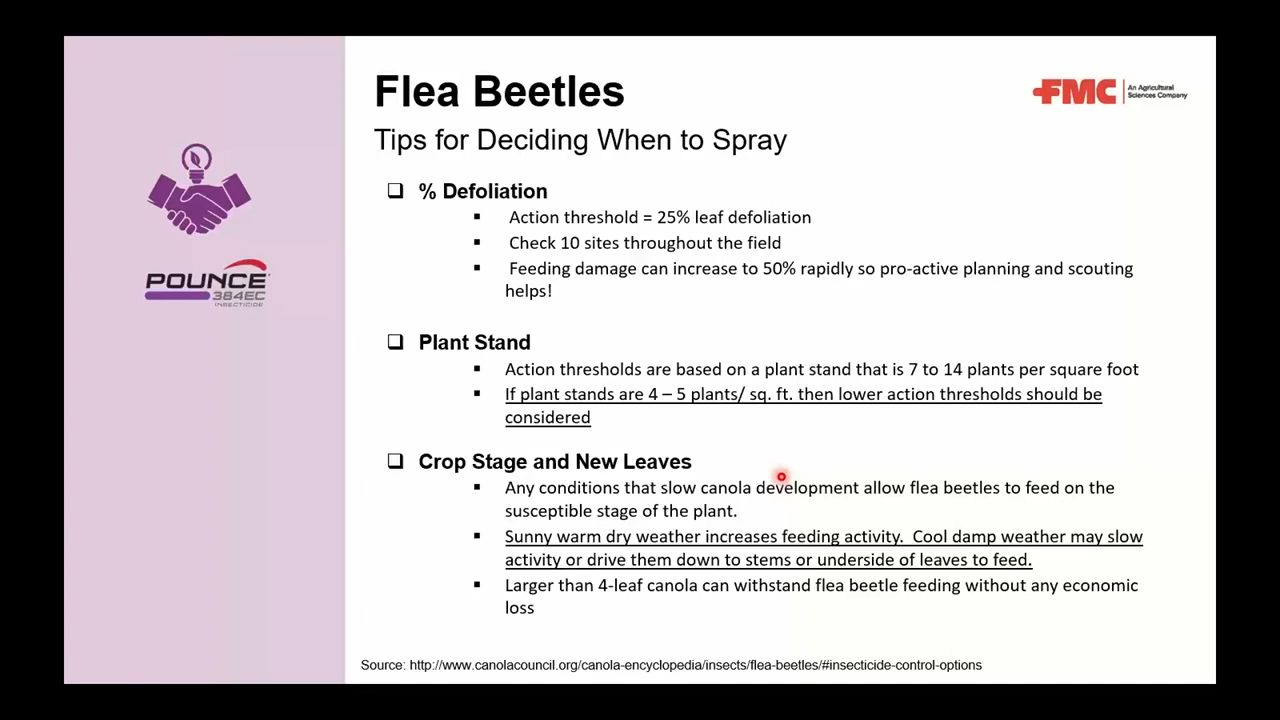 Flea Beetles
FMC
An Agricultural
Sciences Company
Tips for Deciding When to Spray
POUNCE
384EC
INSECTICIDE
% Defoliation
Action threshold = 25% leaf defoliation
Check 10 sites throughout the field
Feeding damage can increase to 50% rapidly so pro-active planning and scouting
helps!
Plant Stand
Action thresholds are based on a plant stand that is 7 to 14 plants per square foot
If plant stands are 4 – 5 plants/ sq. ft. then lower action thresholds should be
considered
Crop Stage and New Leaves
Any conditions that slow canola development allow flea beetles to feed on the
susceptible stage of the plant.
Sunny warm dry weather increases feeding activity.  Cool damp weather may slow
activity or drive them down to stems or underside of leaves to feed.
Larger than 4-leaf canola can withstand flea beetle feeding without any economic
loss
Source: http://www.canolacouncil.org/canola-encyclopedia/insects/flea-beetles/#insecticide-control-options